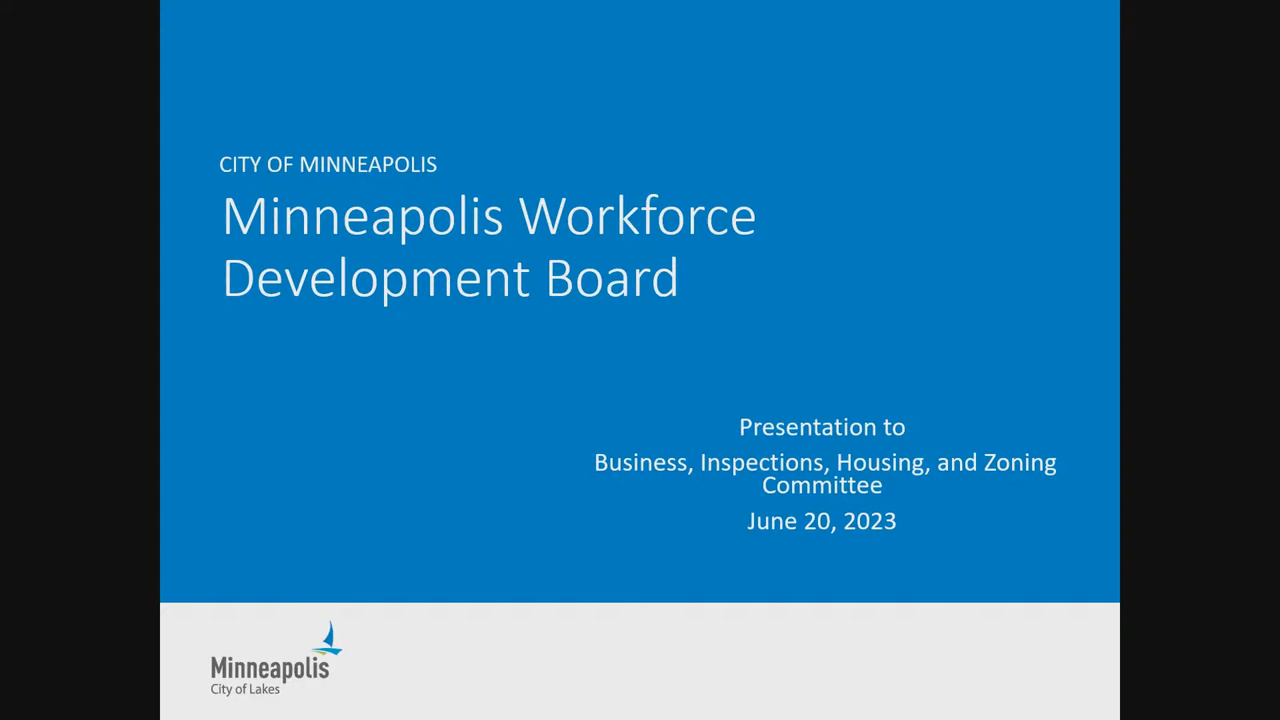 CITY OF MINNEAPOLIS
Minneapolis Workforce
Development Board
Presentation to
Business, Inspections, Housing, and Zoning
Committee
June 20, 2023
Minneapolis
City of Lakes